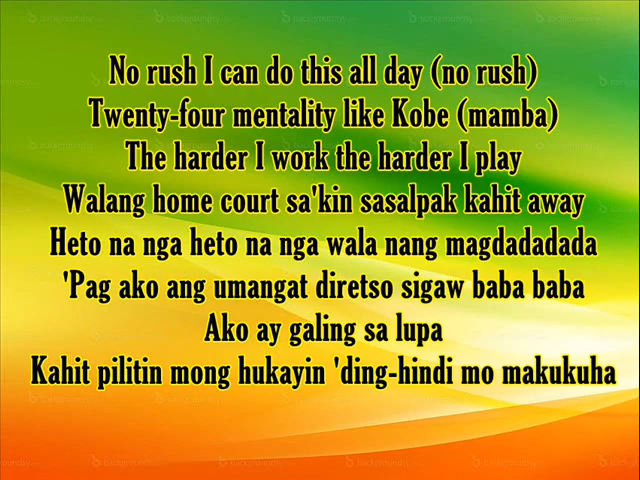 No rush I can do this all day (no rush)
Twenty-four mentality like Kobe (mamba)
The harder I work the harder I play
Walang home court sa'kin sasalpak kahit away
Heto na nga heto na nga wala nang magdadadada
'Pag ako ang umangat diretso sigaw baba baba
Ako ay galing sa lupa
Kahit pilitin mong hukayin 'ding-hindi mo makukuha